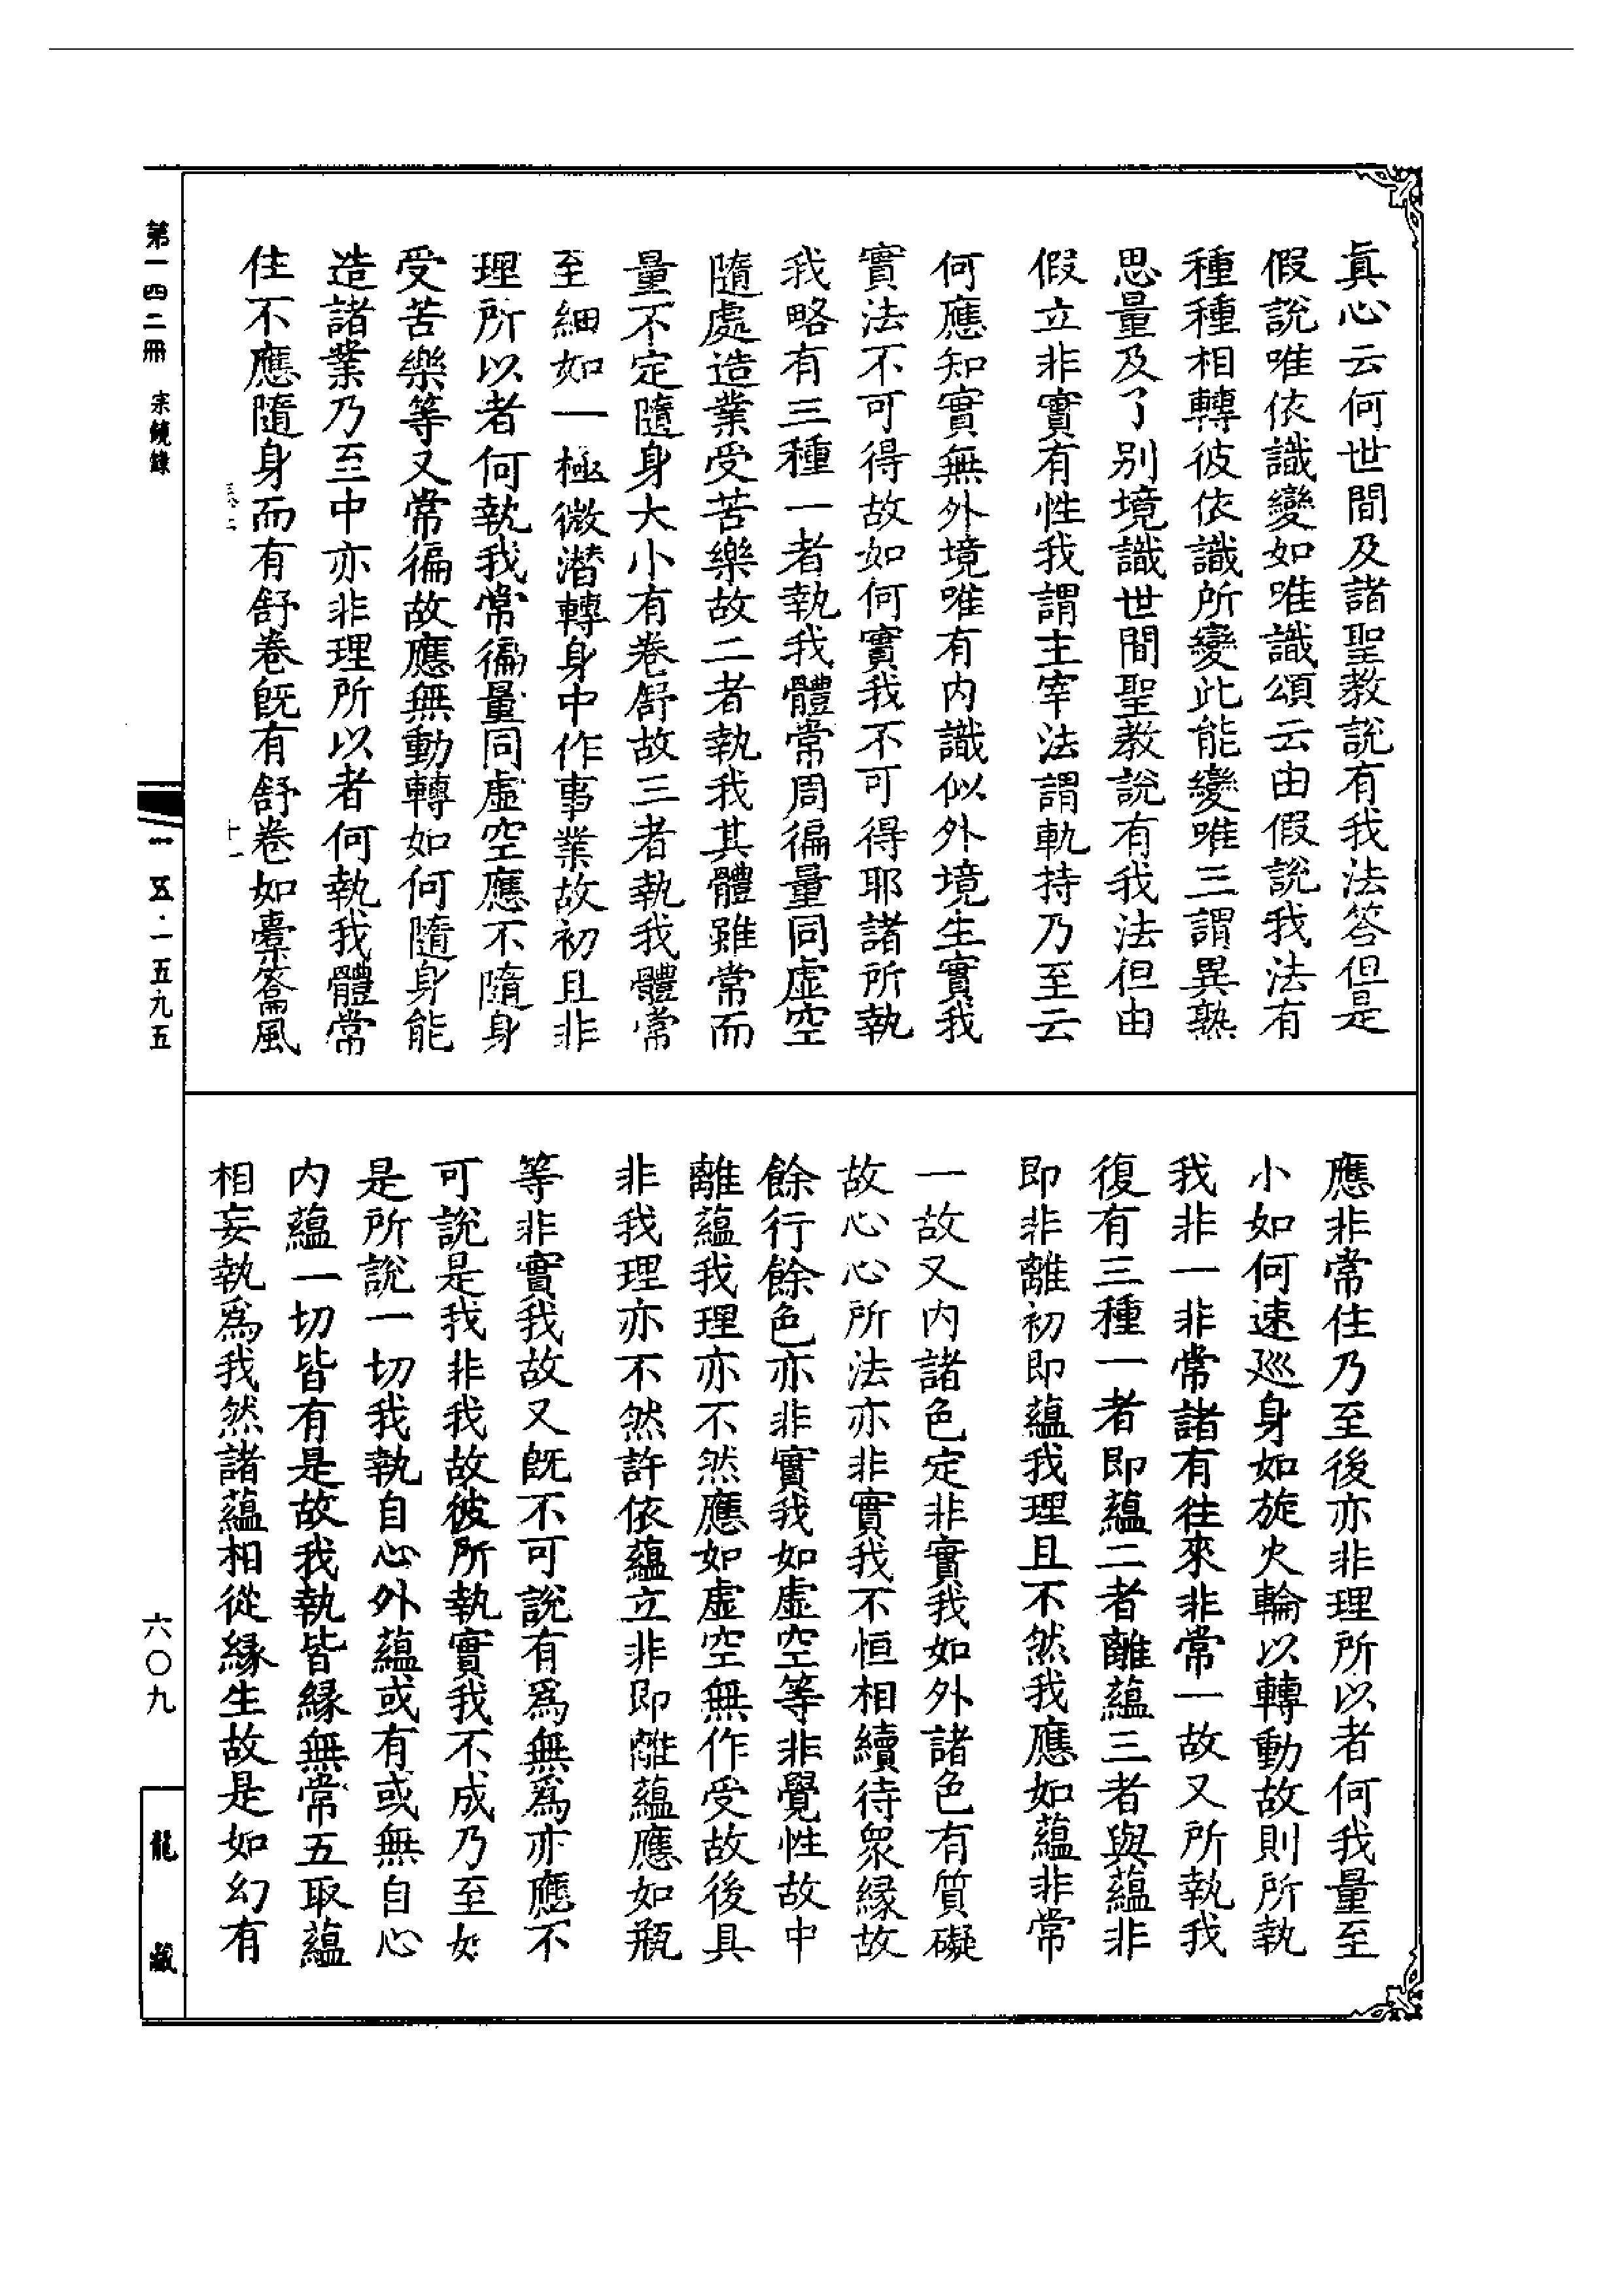 真心云何世間及諸聖教説有我法答但是
假説唯依識變如唯識頌云由假説我法有
種種相轉彼依識所變此能變唯三謂異熟
思量及了別境識世間聖教説有我法但由
假立非實有性我謂主宰法謂軌持乃至云
何應知實無外境唯有内識似外境生實我
實法不可得故如何實我不可得耶諸所執
我略有三種一者執我體常周徧量同虚空
隨處造業受苦樂故二者執我其體雖常而
量不定隨身大小有卷舒故三者執我體常
至細如一極微潜轉身中作事業故初且非
理所以者何執我常徧量同虚空應不隨身
受苦樂等又常徧故應無動轉如何隨身能
造諸業乃至中亦非理所以者何執我體常
住不應隨身而有舒卷旣有舒卷如橐籥風
十一
應非常住乃至後亦非理所以者何我量至
小如何速巡身如旋火輪以轉動故則所執
我非一非常諸有往來非常一故又所執我
復有三種一者即蘊二者離蘊三者與蘊非
即非離初即蘊我理且不然我應如蘊非常
一故又内諸色定非實我如外諸色有質礙
故心心所法亦非實我不恒相續待衆緣故
餘行餘色亦非實我如虚空等非覺性故中
離蘊我理亦不然應如虚空無作受故後具
非我理亦不然許依蘊立非即離蘊應如瓶
等非實我故又旣不可說有爲無爲亦應不
可說是我非我故彼所執實我不成乃至如
是所說一切我執自心外蘊或有或無自心
内蘊一切皆有是故我執皆緣無常五取蘊
相妄執爲我然諸蘊相從緣生故是如幻有
第一四二冊 宗鏡錄
一五·一五九五
六〇九
龍藏